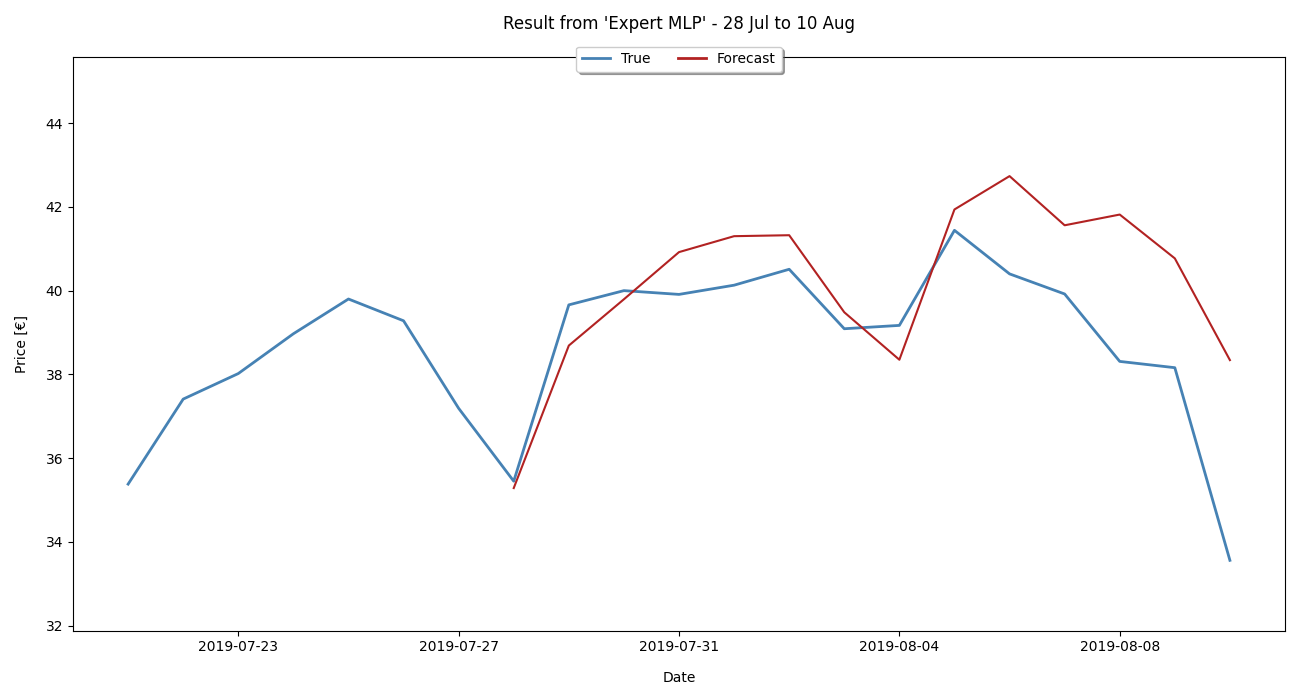 Result from 'Expert MLP' - 28 Jul to 10 Aug
True Forecast
44
42
40
38
36
34
32
Price [€]
2019-07-23 2019-07-27 2019-07-31 2019-08-04 2019-08-08
Date